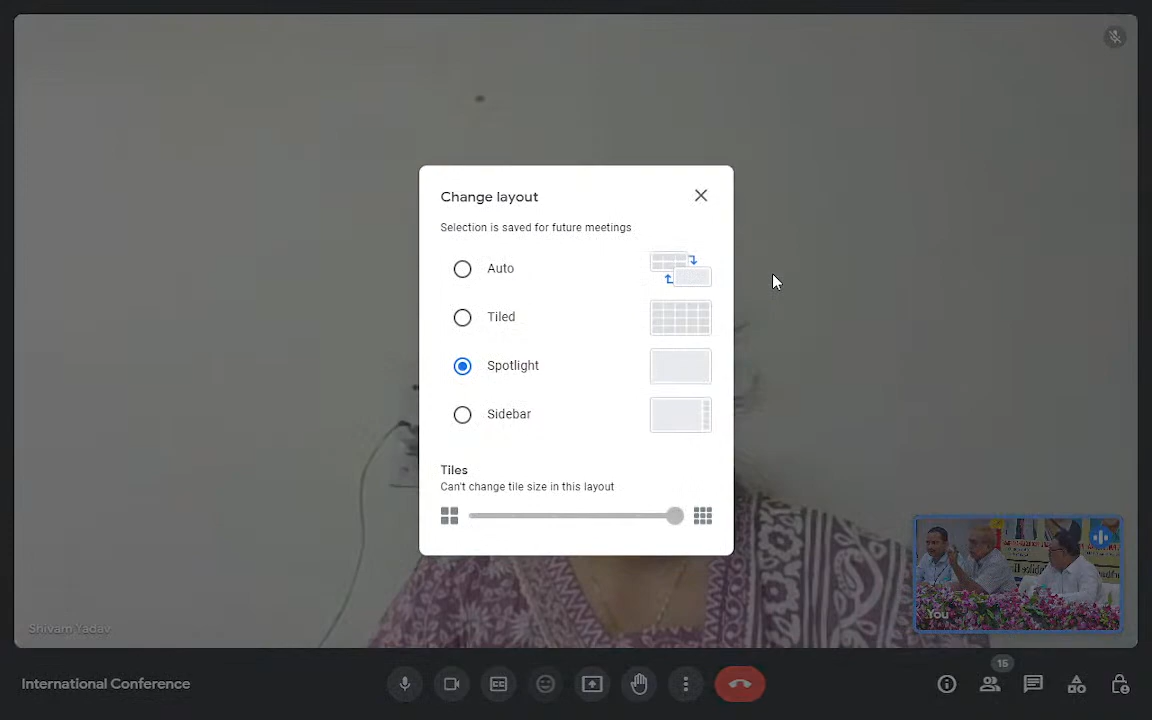 Change layout
Selection is saved for future meetings
Auto
Tiled
Spotlight
Sidebar
Tiles
Can't change tile size in this layout
You
Shivam Yadav
International Conference
15